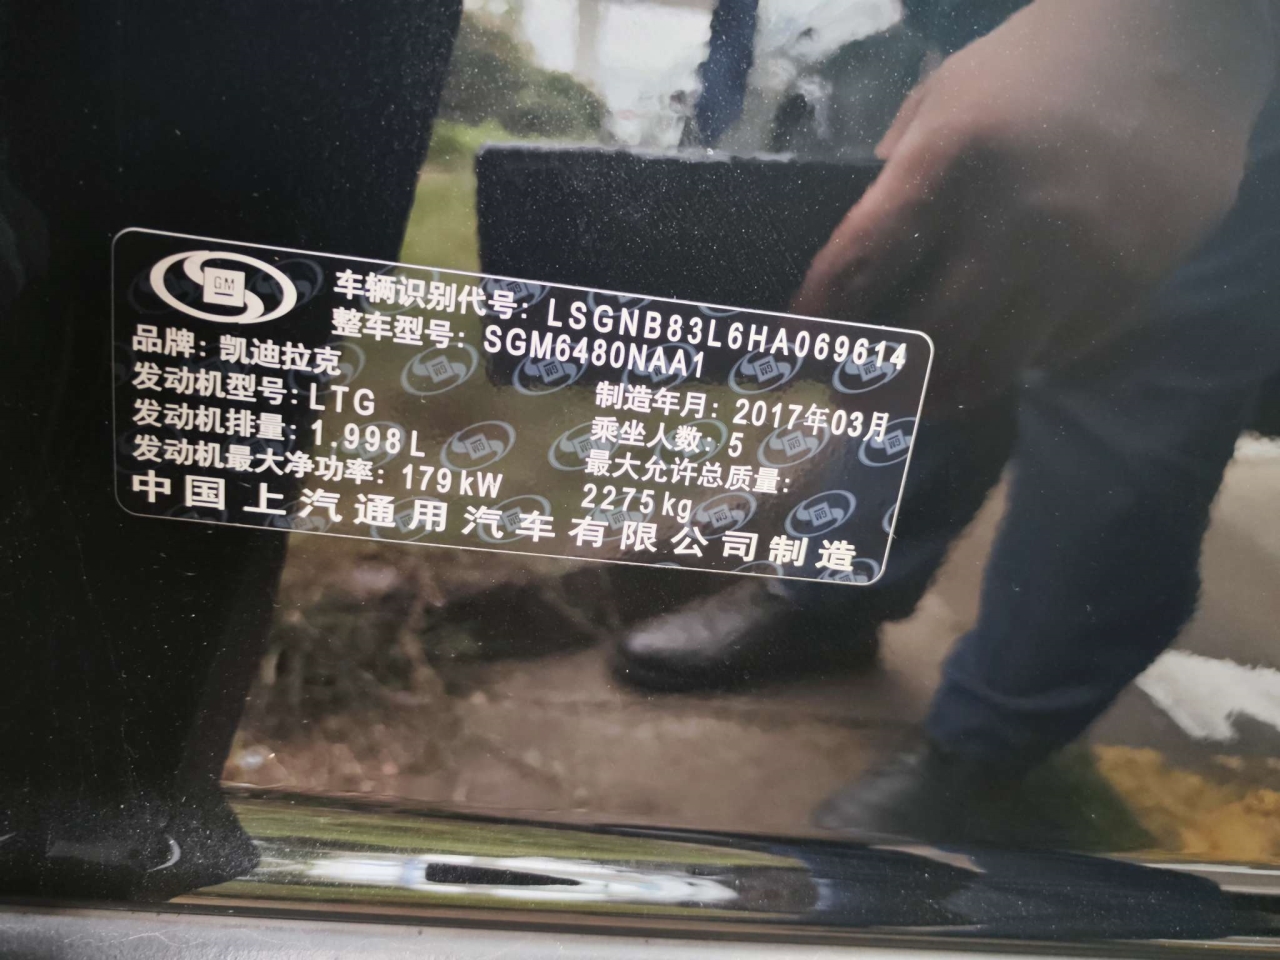 GM
车辆识别代号: LSGNB83L6HA069614
整车型号: SGM6480NAA1
品牌: 凯迪拉克
发动机型号: LTG
制造年月: 2017年03月
发动机排量: 1.998L
乘坐人数: 5
发动机最大净功率: 179kW
最大允许总质量:
2275kg
中国上汽通用汽车有限公司制造